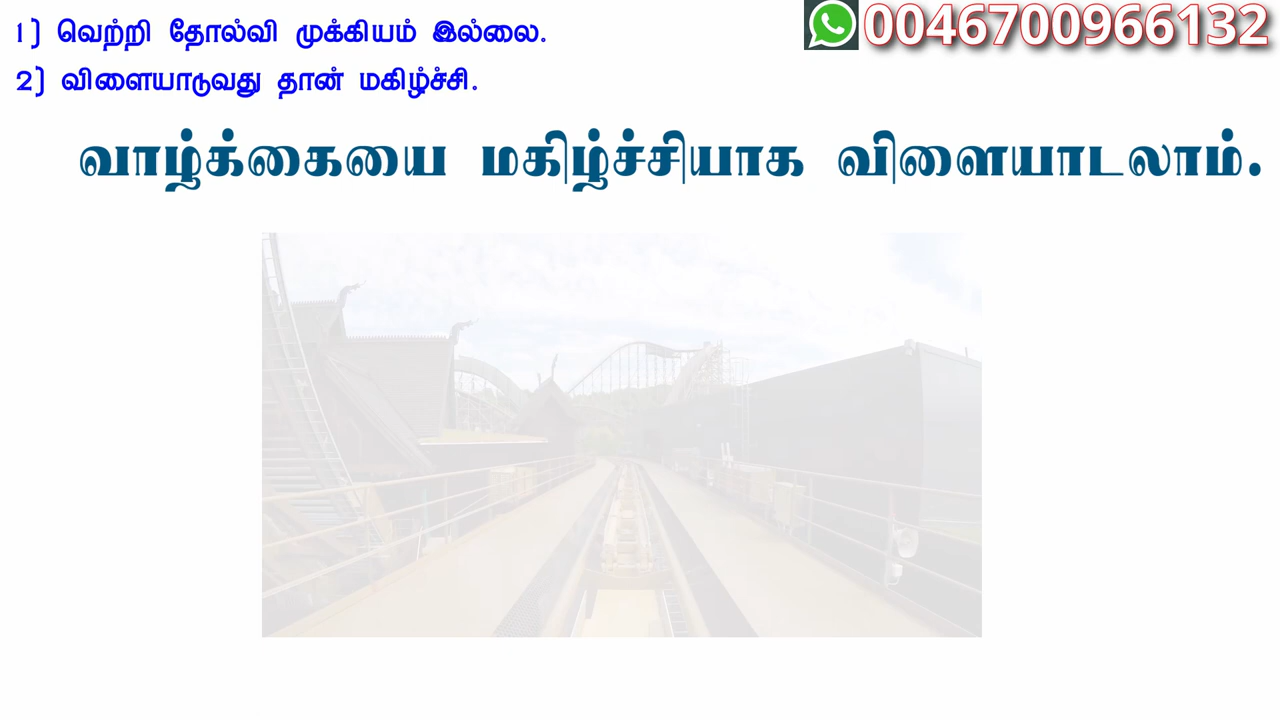 1) வெற்றி தோல்வி முக்கியம் இல்லை.
0046700966132
2) விளையாடுவது தான் மகிழ்ச்சி.
வாழ்க்கையை மகிழ்ச்சியாக விளையாடலாம்.